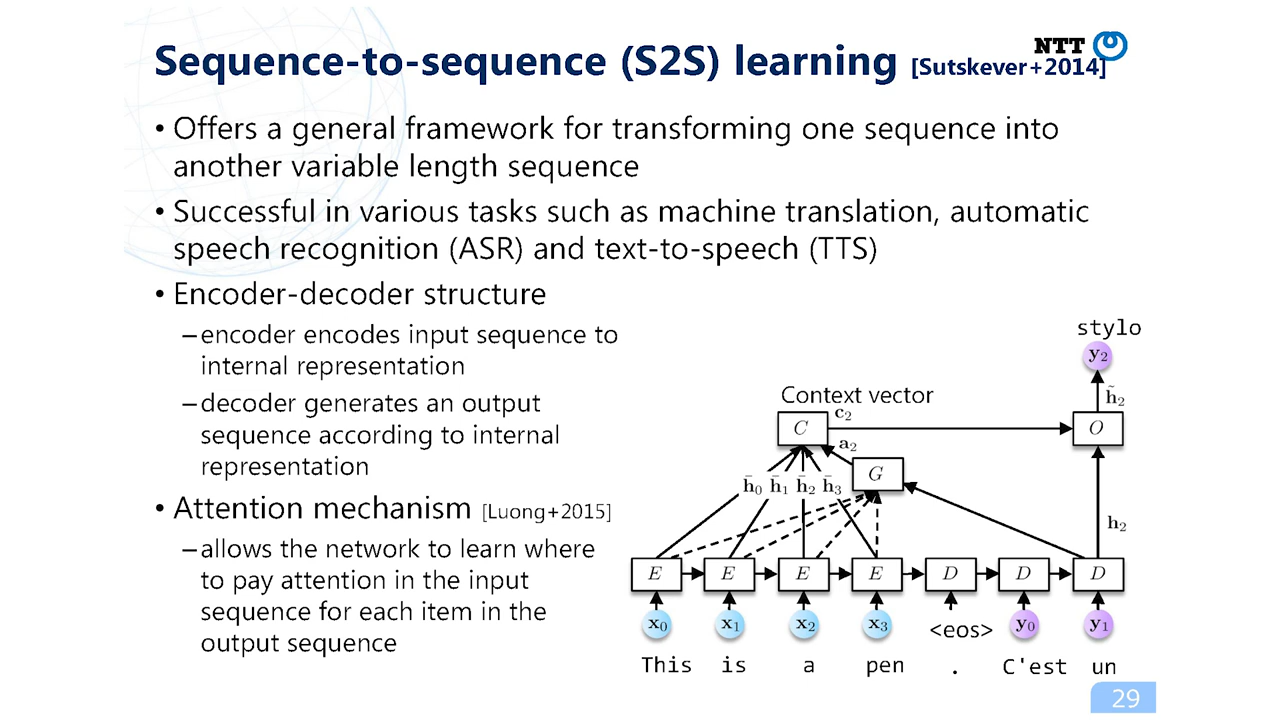 Sequence-to-sequence (S2S) learning [Sutskever+2014]
NTT
• Offers a general framework for transforming one sequence into
another variable length sequence
• Successful in various tasks such as machine translation, automatic
speech recognition (ASR) and text-to-speech (TTS)
• Encoder-decoder structure
–encoder encodes input sequence to
internal representation
–decoder generates an output
sequence according to internal
representation
• Attention mechanism [Luong+2015]
–allows the network to learn where
to pay attention in the input
sequence for each item in the
output sequence
stylo
y₂
h̃₂
Context vector
c₂
C
O
a₂
G
h̄₀ h̄₁ h̄₂ h̄₃
h₂
E E E E D D D
x₀ x₁ x₂ x₃ <eos> y₀ y₁
This is a pen . C'est un
29